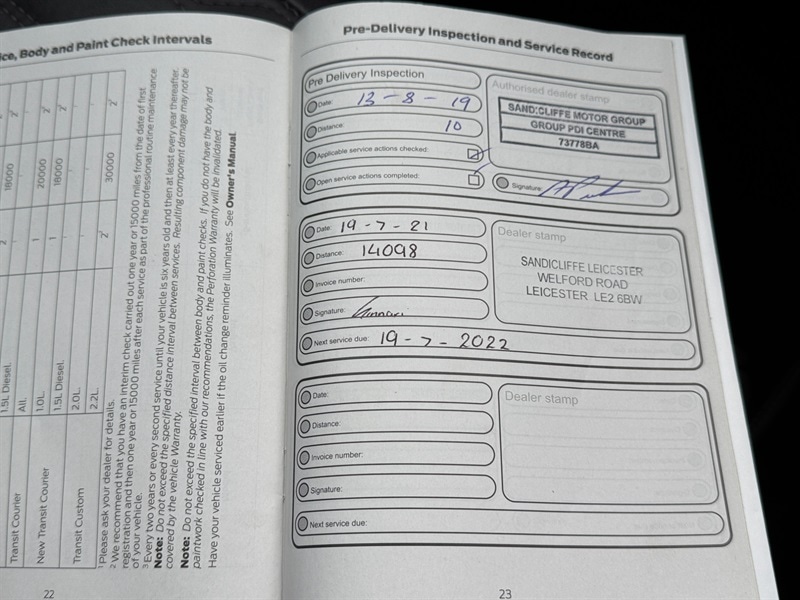 ice, Body and Paint Check Intervals
1.5L Diesel. 2
Transit Courier All. - 18000 2¹
New Transit Courier 1.0L. 1 20000 2¹
1.5L Diesel. 1 18000 2¹
Transit Custom 2.0L.
2.2L. 2¹ 30000 2¹
¹ Please ask your dealer for details.
² We recommend that you have an interim check carried out one year or 15000 miles from the date of first
registration and then one year or 15000 miles after each service as part of the professional routine maintenance
of your vehicle.
³ Every two years or every second service until your vehicle is six years old and then at least every year thereafter.
Note: Do not exceed the specified distance interval between services. Resulting component damage may not be
covered by the vehicle Warranty.
Note: Do not exceed the specified interval between body and paint checks. If you do not have the body and
paintwork checked in line with our recommendations, the Perforation Warranty will be invalidated.
Have your vehicle serviced earlier if the oil change reminder illuminates. See Owner's Manual.
22
Pre-Delivery Inspection and Service Record
Pre Delivery Inspection
Date: 13-8-19
Distance: 10
Applicable service actions checked:
Open service actions completed:
Authorised dealer stamp
SANDICLIFFE MOTOR GROUP
GROUP PDI CENTRE
73778BA
Signature:
Date: 19-7-21
Distance: 14098
Invoice number:
Signature:
Next service due: 19-7-2022
Dealer stamp
SANDICLIFFE LEICESTER
WELFORD ROAD
LEICESTER LE2 6BW
Date:
Distance:
Invoice number:
Signature:
Next service due:
Dealer stamp
23